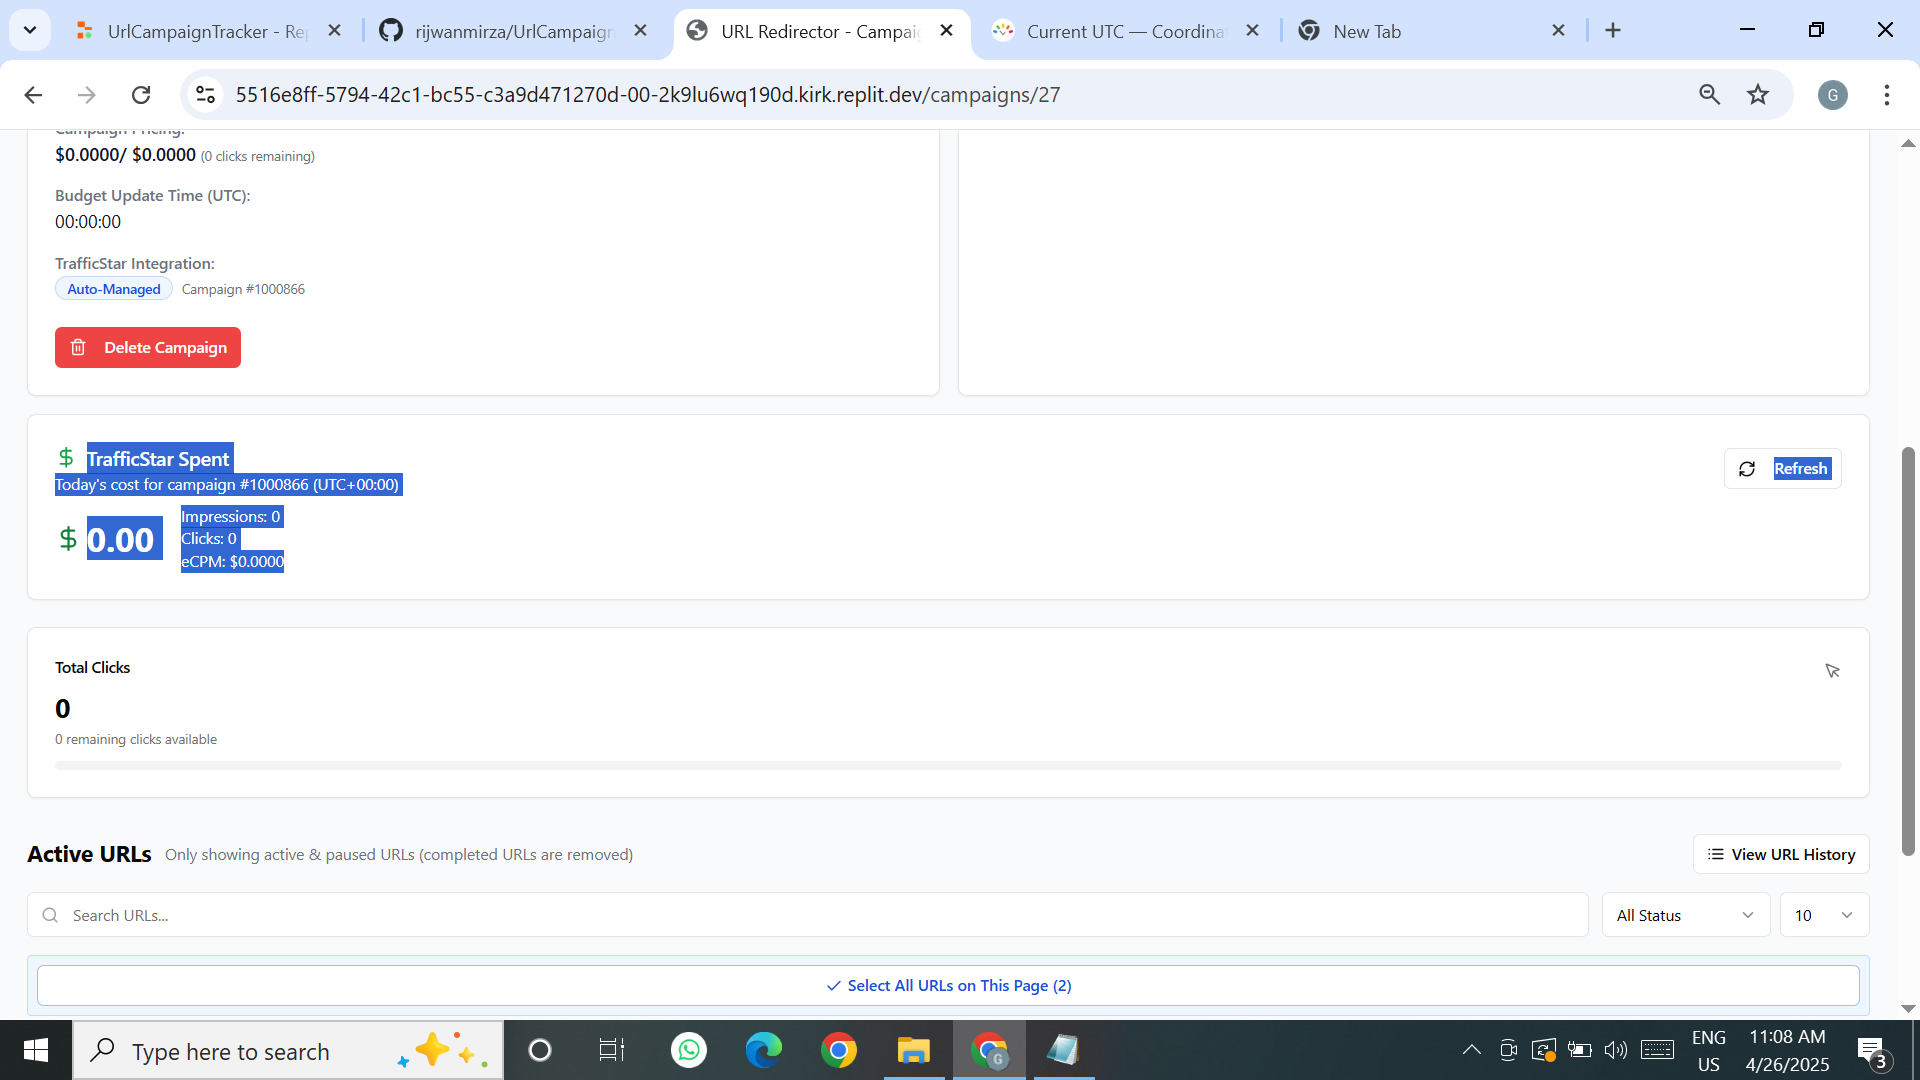 UrlCampaignTracker - Rep
rijwanmirza/UrlCampaign
URL Redirector - Campaig
Current UTC — Coordina
New Tab
5516e8ff-5794-42c1-bc55-c3a9d471270d-00-2k9lu6wq190d.kirk.replit.dev/campaigns/27
G
Campaign Pricing:
$0.0000/ $0.0000 (0 clicks remaining)
Budget Update Time (UTC):
00:00:00
TrafficStar Integration:
Auto-Managed Campaign #1000866
Delete Campaign
$ TrafficStar Spent
Today's cost for campaign #1000866 (UTC+00:00)
Refresh
$ 0.00
Impressions: 0
Clicks: 0
eCPM: $0.0000
Total Clicks
0
0 remaining clicks available
Active URLs Only showing active & paused URLs (completed URLs are removed)
View URL History
Search URLs...
All Status
10
Select All URLs on This Page (2)
Type here to search
G
ENG
US
11:08 AM
4/26/2025
3